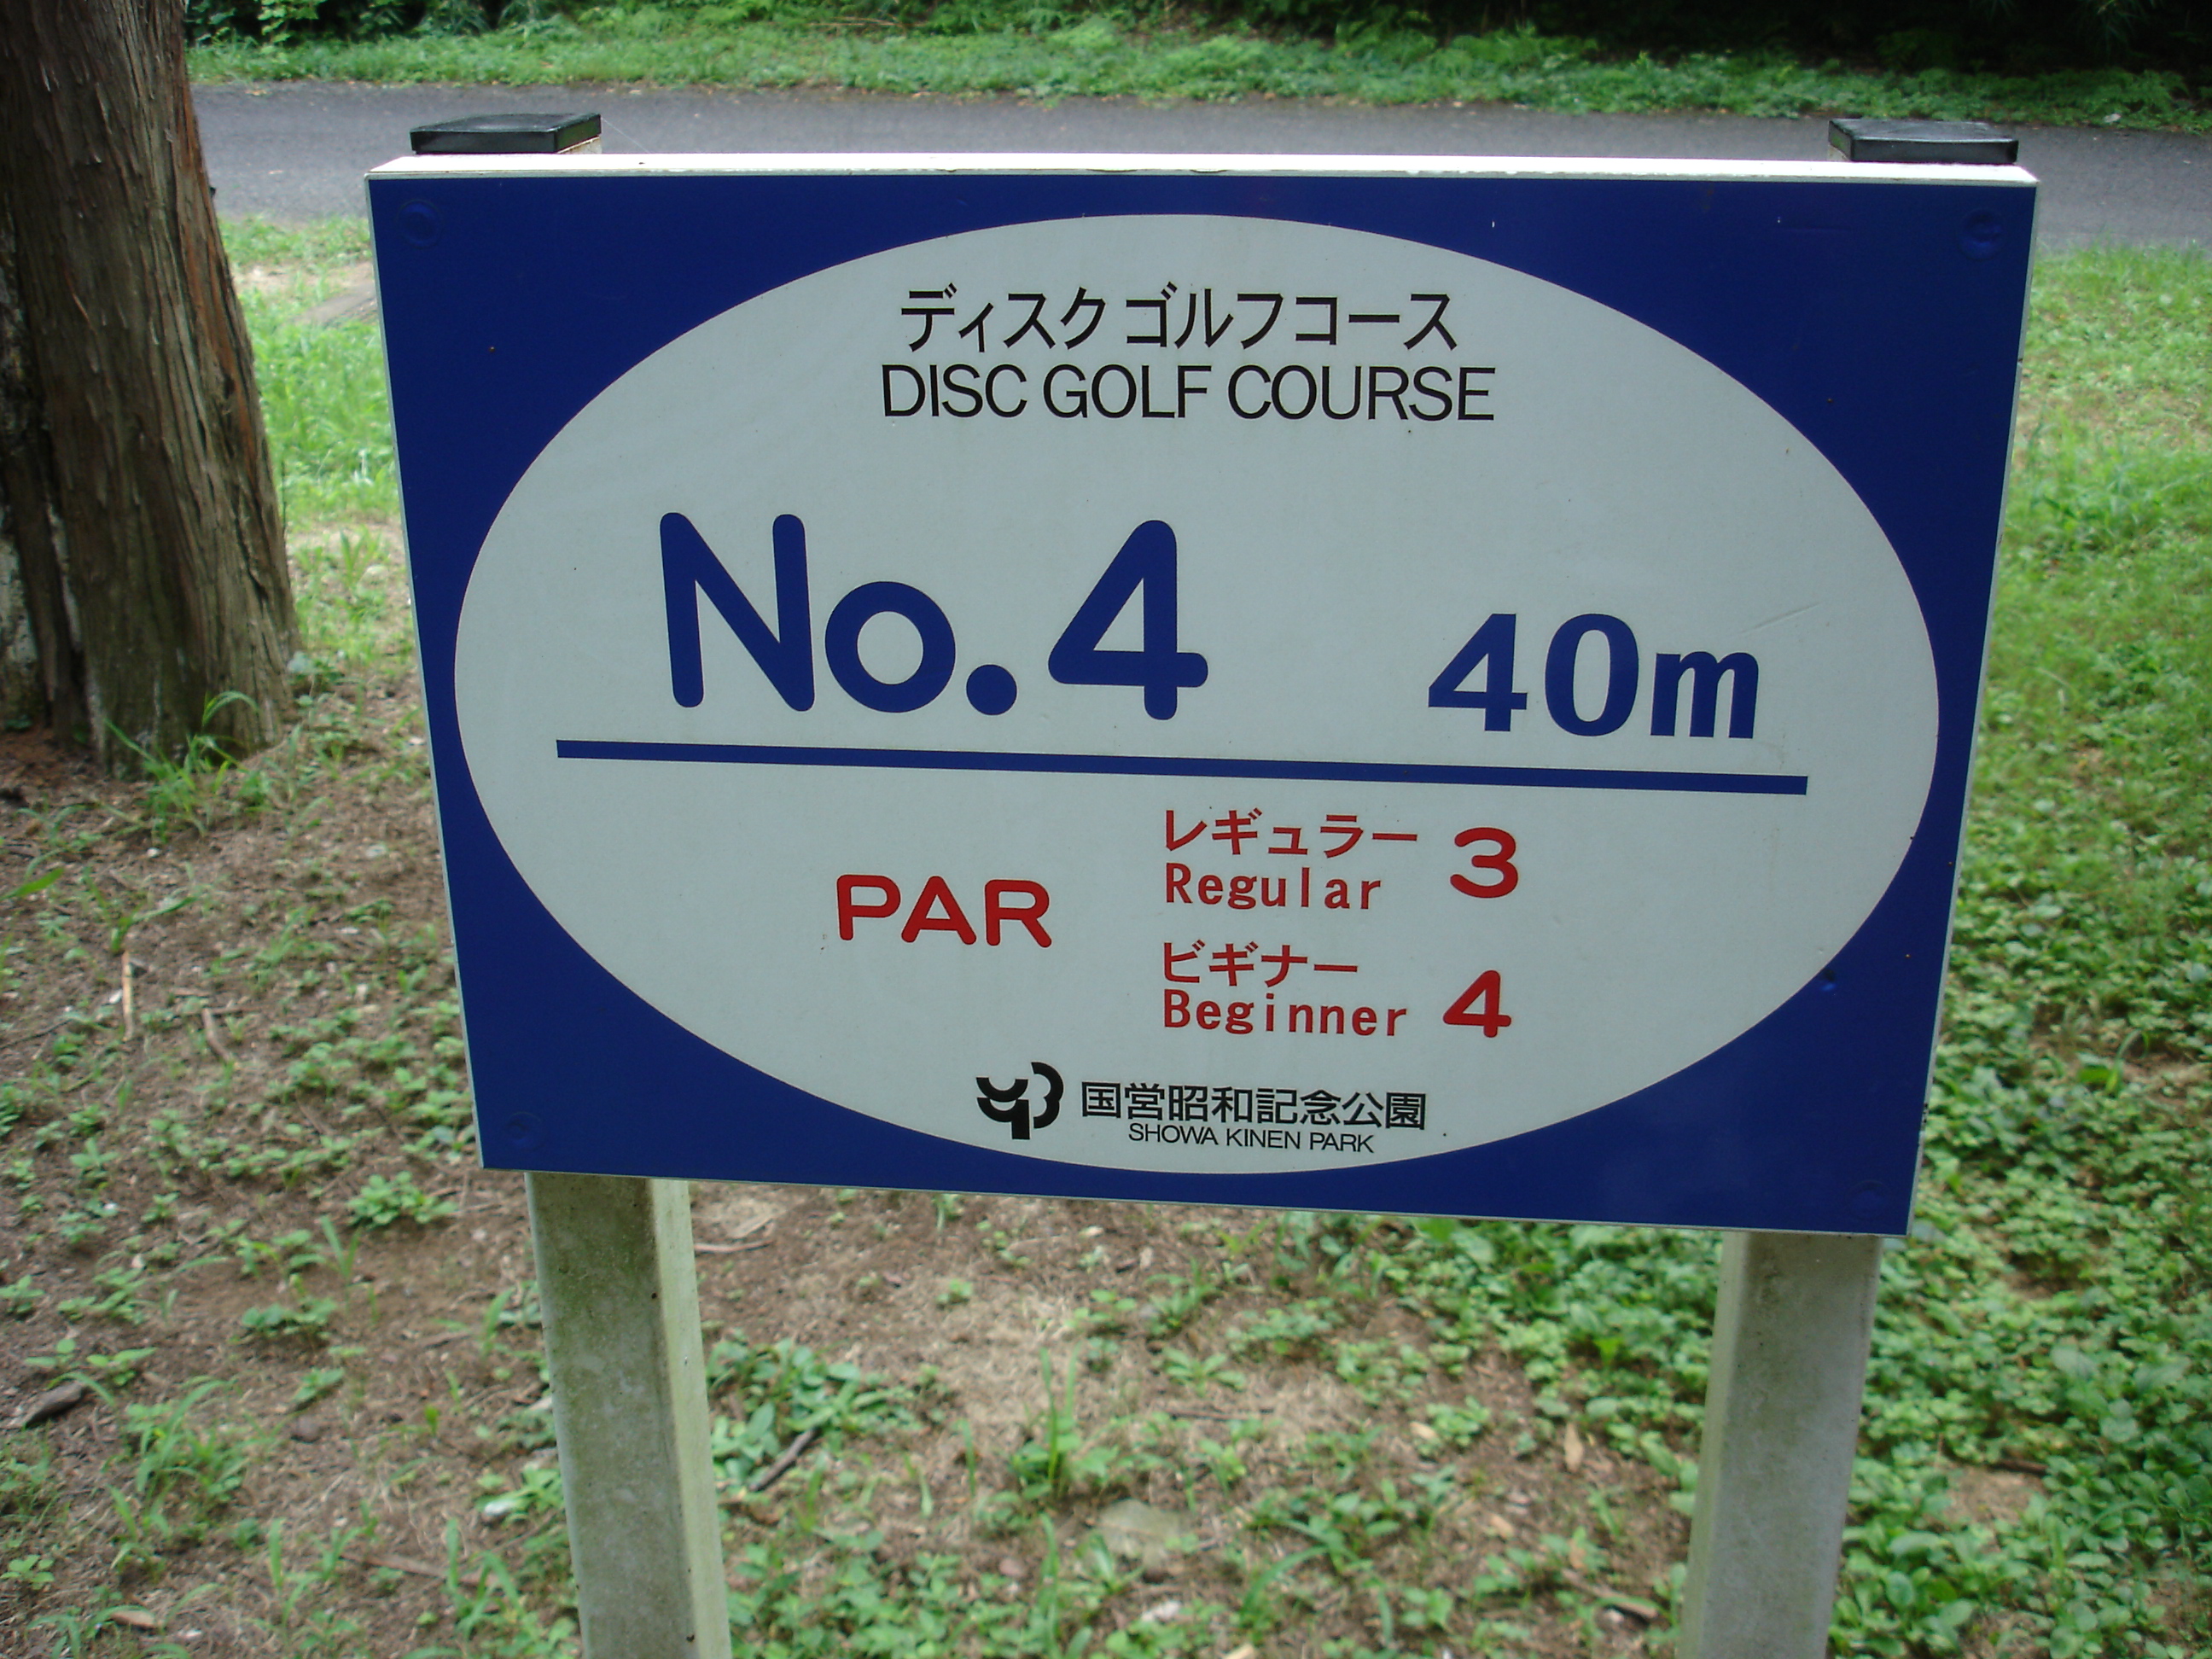 ディスク ゴルフコース
DISC GOLF COURSE
No.4 40m
PAR
レギュラー 3
Regular
ビギナー 4
Beginner
国営昭和記念公園
SHOWA KINEN PARK